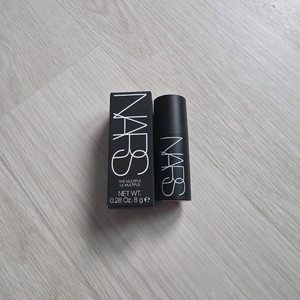 NARS
THE MULTIPLE
LE MULTIPLE
NET WT.
0.28 Oz. 8 g e
NARS